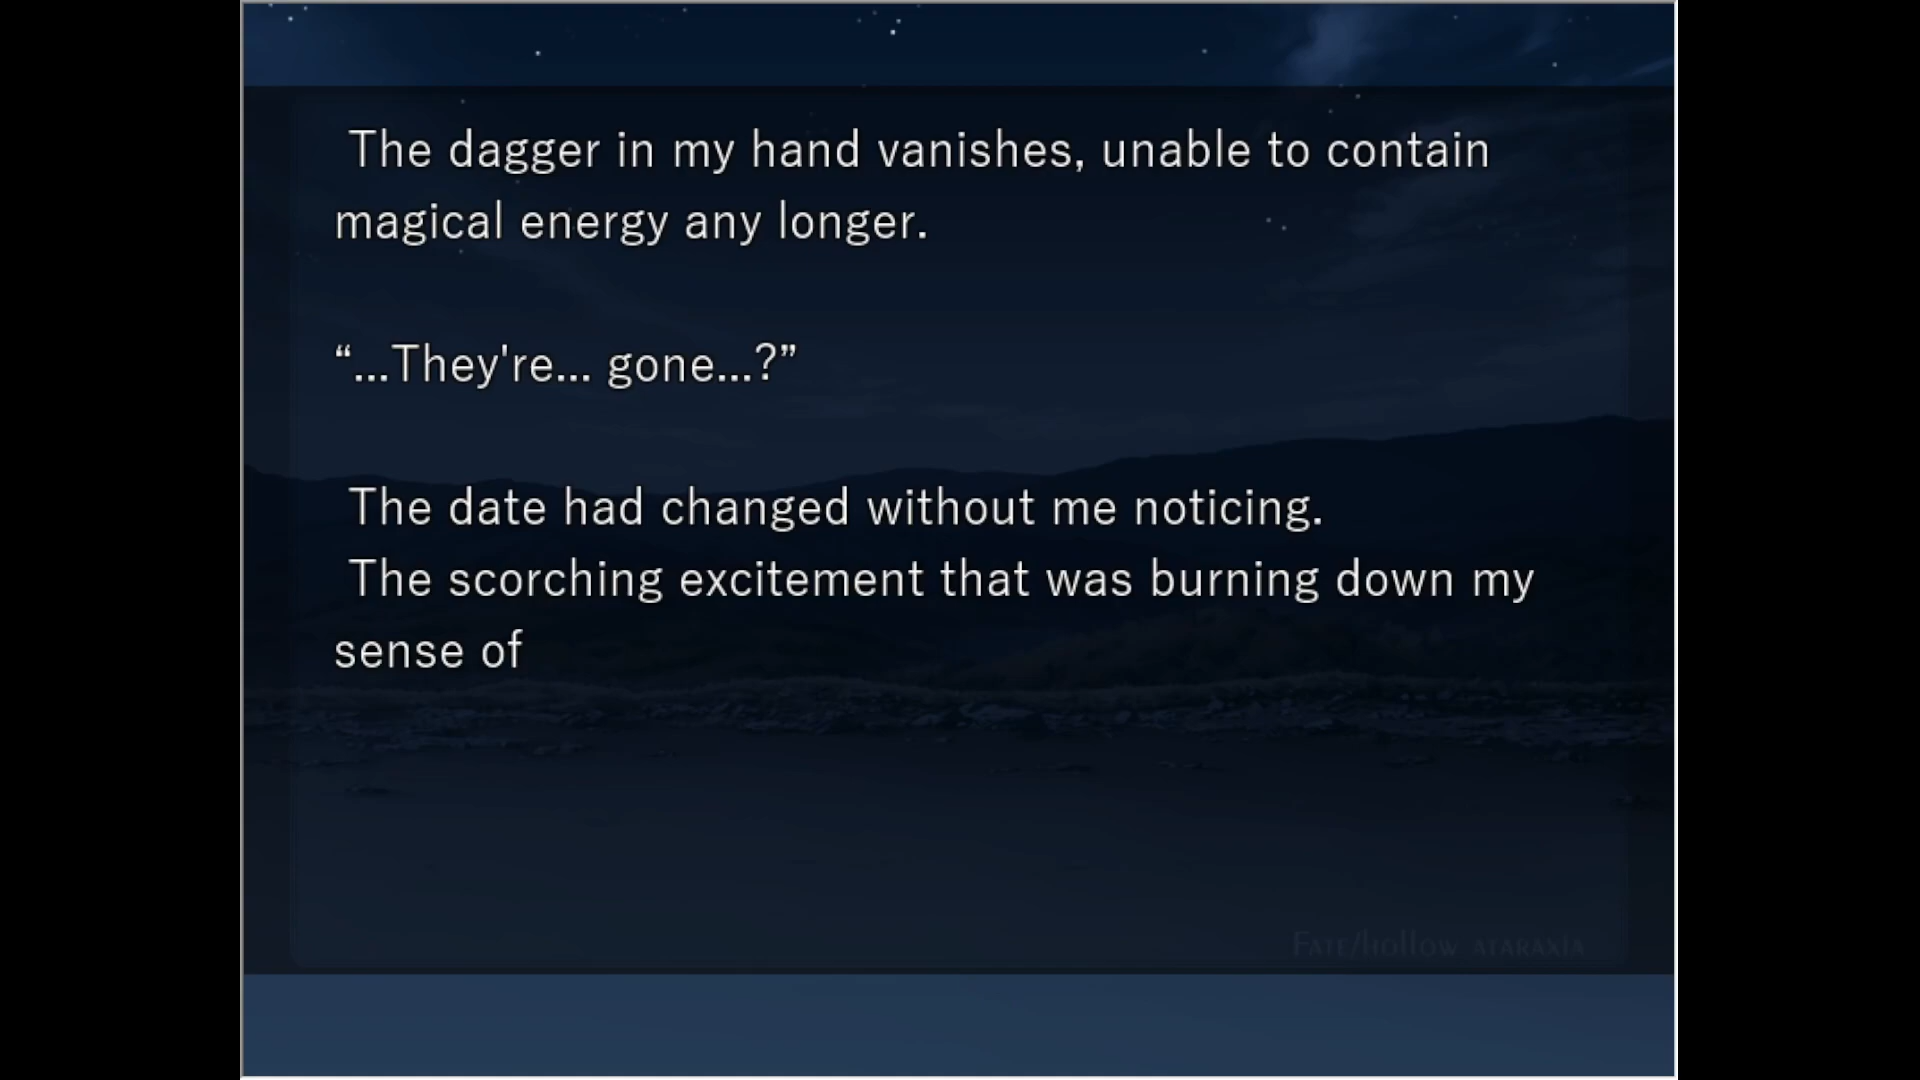 The dagger in my hand vanishes, unable to contain
magical energy any longer.
“...They're... gone...?”
The date had changed without me noticing.
The scorching excitement that was burning down my
sense of
Fate/hollow ataraxia